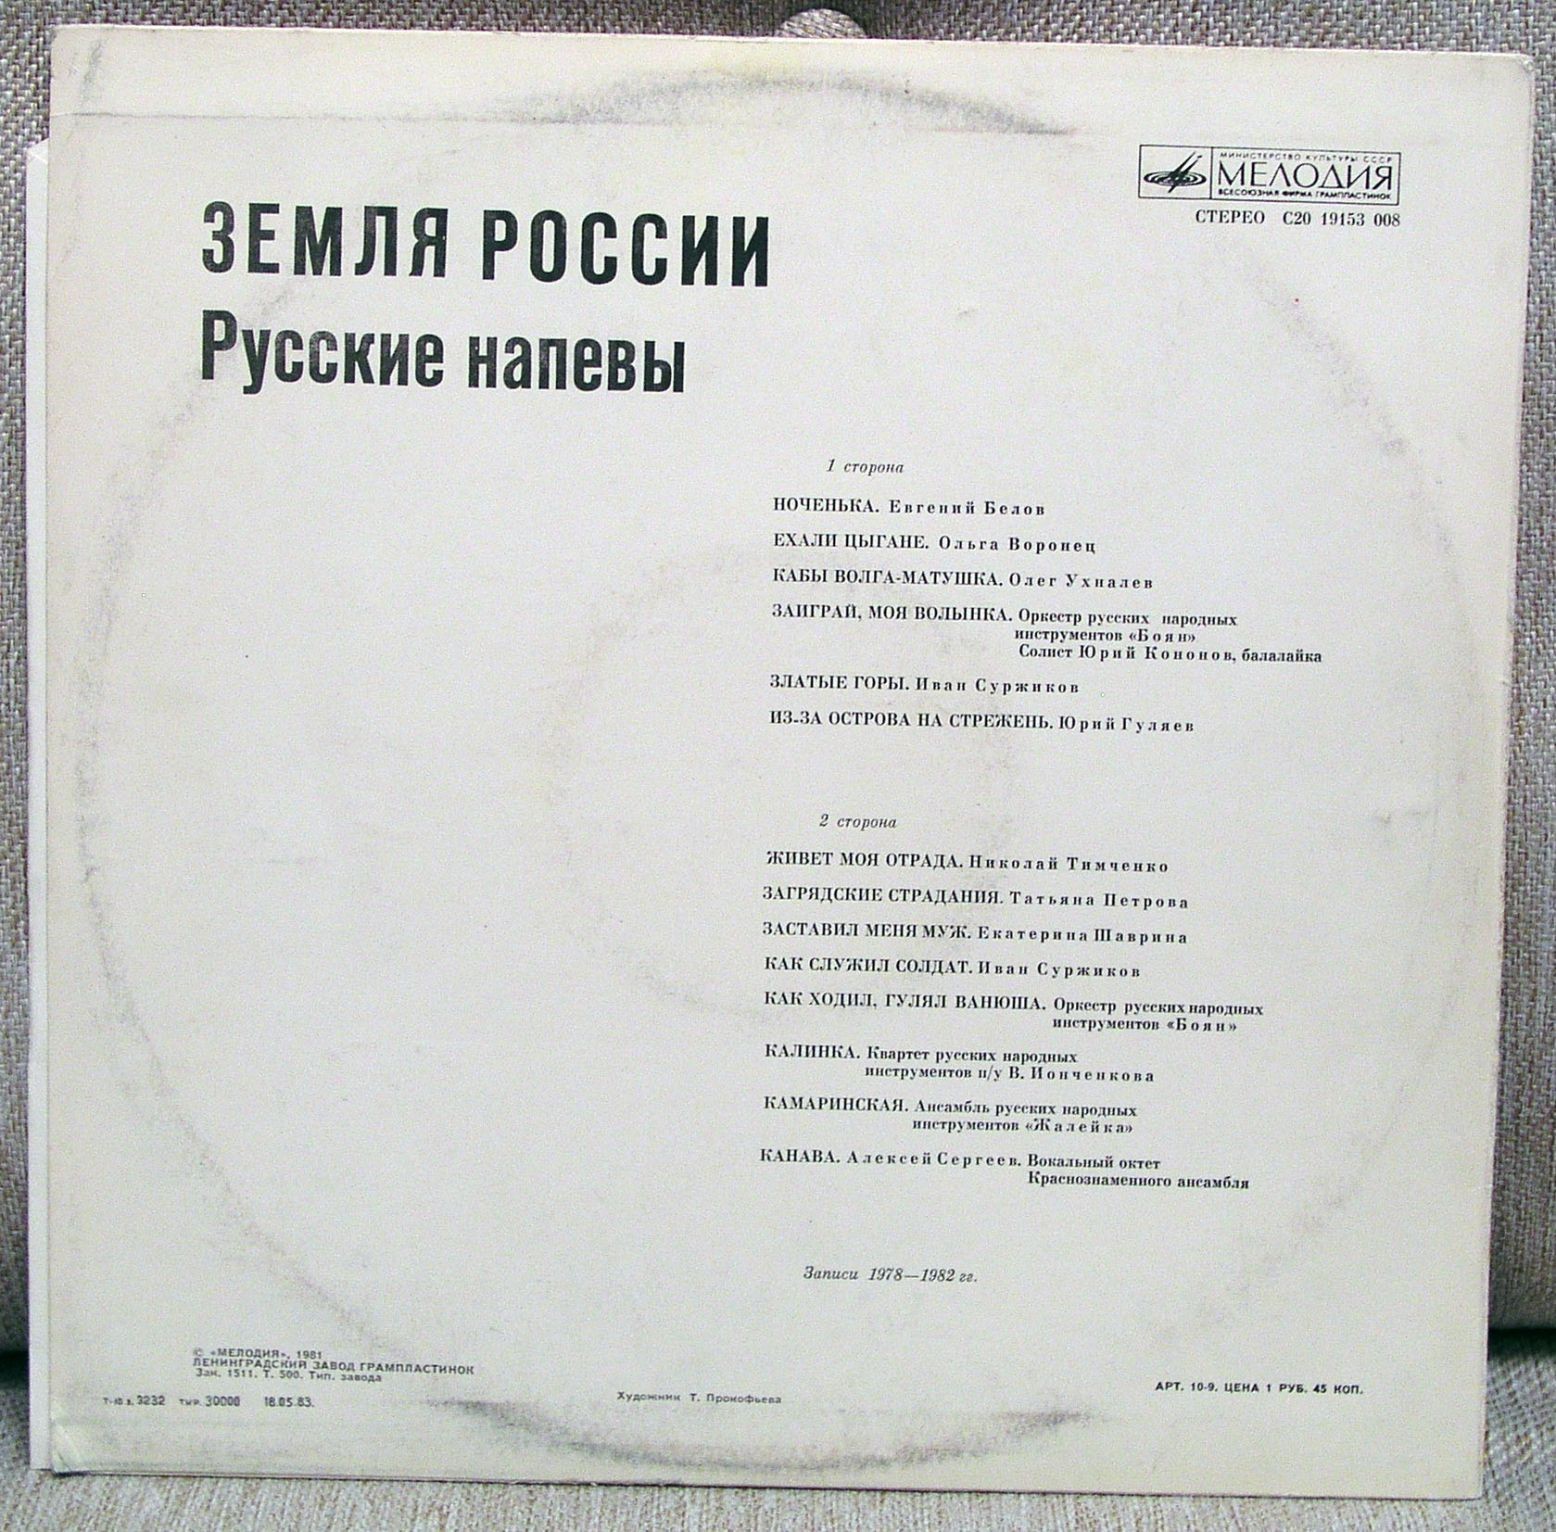 МИНИСТЕРСТВО КУЛЬТУРЫ СССР
МЕЛОДИЯ
ВСЕСОЮЗНАЯ ФИРМА ГРАМПЛАСТИНОК
СТЕРЕО С20 19153 008
ЗЕМЛЯ РОССИИ
Русские напевы
1 сторона
НОЧЕНЬКА. Евгений Белов
ЕХАЛИ ЦЫГАНЕ. Ольга Воронец
КАБЫ ВОЛГА-МАТУШКА. Олег Ухналев
ЗАИГРАЙ, МОЯ ВОЛЫНКА. Оркестр русских народных
инструментов «Боян»
Солист Юрий Кононов, балалайка
ЗЛАТЫЕ ГОРЫ. Иван Суржиков
ИЗ-ЗА ОСТРОВА НА СТРЕЖЕНЬ. Юрий Гуляев
2 сторона
ЖИВЕТ МОЯ ОТРАДА. Николай Тимченко
ЗАГРЯДСКИЕ СТРАДАНИЯ. Татьяна Петрова
ЗАСТАВИЛ МЕНЯ МУЖ. Екатерина Шаврина
КАК СЛУЖИЛ СОЛДАТ. Иван Суржиков
КАК ХОДИЛ, ГУЛЯЛ ВАНЮША. Оркестр русских народных
инструментов «Боян»
КАЛИНКА. Квартет русских народных
инструментов п/у В. Ионченкова
КАМАРИНСКАЯ. Ансамбль русских народных
инструментов «Жалейка»
КАНАВА. Алексей Сергеев. Вокальный октет
Краснознаменного ансамбля
Записи 1978—1982 гг.
© «МЕЛОДИЯ», 1981
ЛЕНИНГРАДСКИЙ ЗАВОД ГРАМПЛАСТИНОК
Зак. 1511. Т. 500. Тип. завода
3232 тир. 30000 18.05.83.
Художник Т. Прокофьева
АРТ. 10-9. ЦЕНА 1 РУБ. 45 КОП.